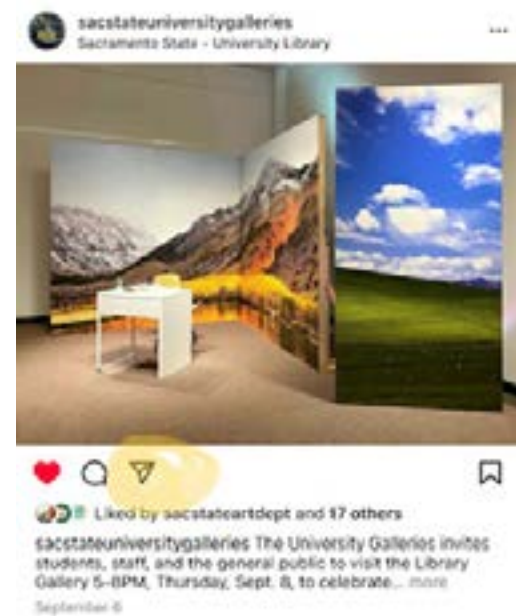 sacstateuniversitygalleries
Sacramento State - University Library
Liked by sacstateartdept and 17 others
sacstateuniversitygalleries The University Galleries invites
students, staff, and the general public to visit the Library
Gallery 5-8PM, Thursday, Sept. 8, to celebrate... more
September 6